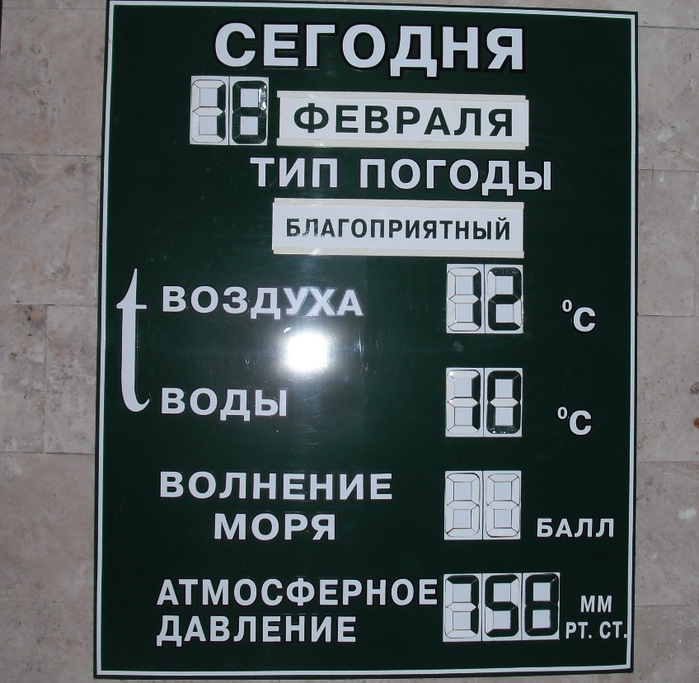 СЕГОДНЯ
18 ФЕВРАЛЯ
ТИП ПОГОДЫ
БЛАГОПРИЯТНЫЙ
t ВОЗДУХА 12 °C
ВОДЫ 10 °C
ВОЛНЕНИЕ
МОРЯ БАЛЛ
АТМОСФЕРНОЕ 758 ММ
ДАВЛЕНИЕ РТ. СТ.